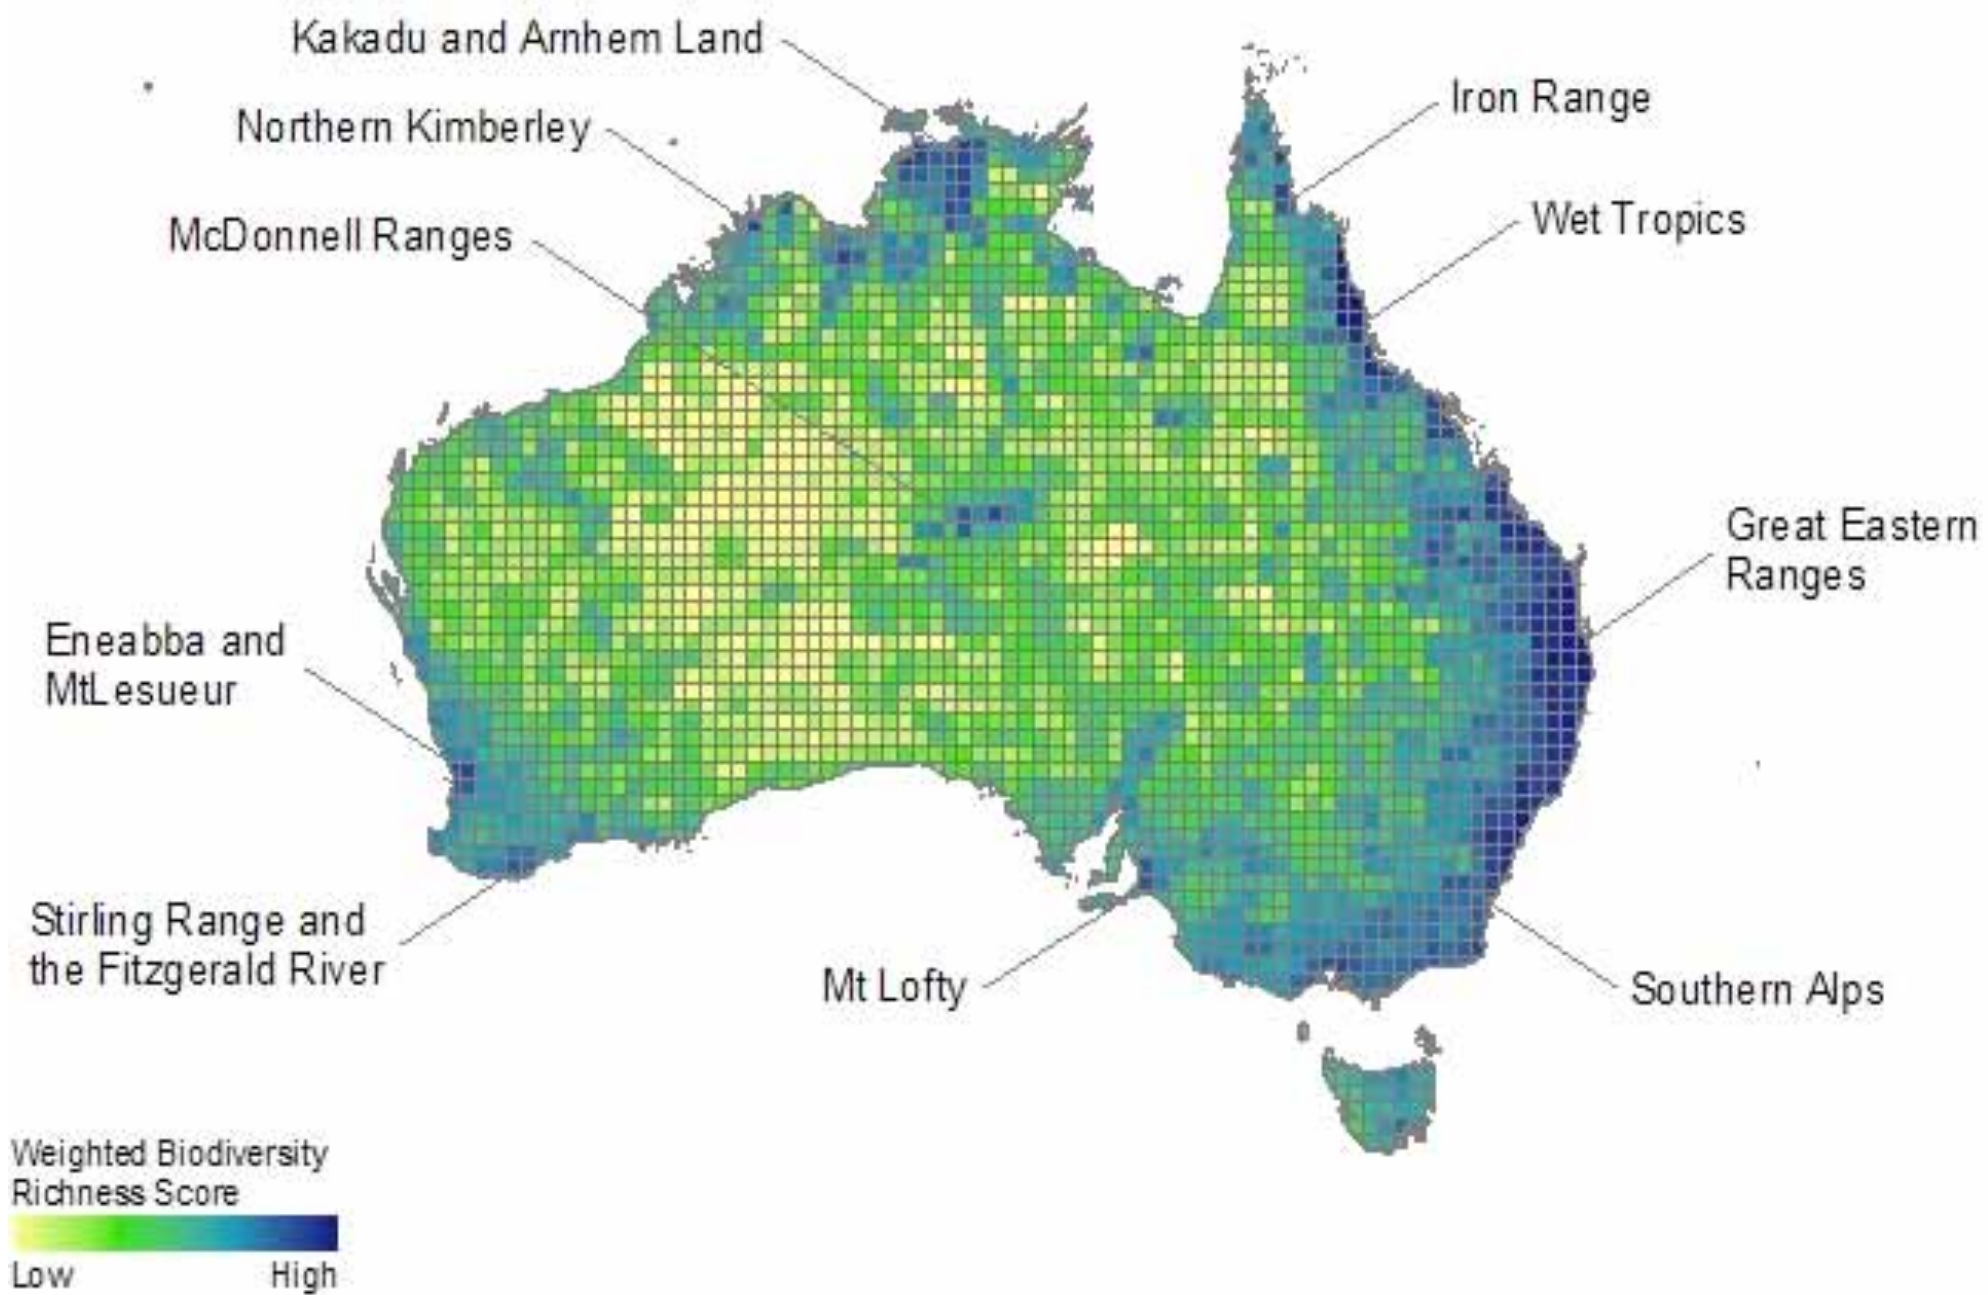 Kakadu and Arnhem Land
Northern Kimberley
McDonnell Ranges
Iron Range
Wet Tropics
Great Eastern
Ranges
Eneabba and
MtLesueur
Stirling Range and
the Fitzgerald River
Mt Lofty
Southern Alps
Weighted Biodiversity
Richness Score
Low High